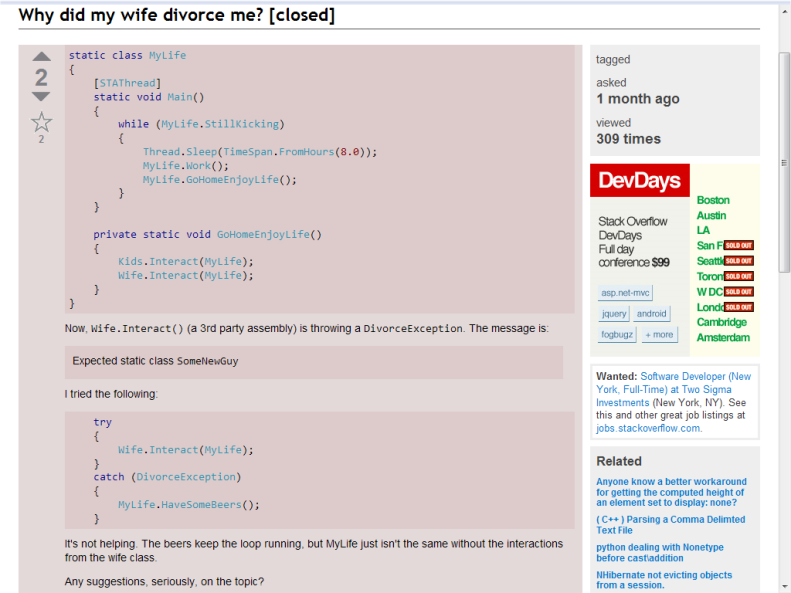 Why did my wife divorce me? [closed]
2
2
static class MyLife
{
[STAThread]
static void Main()
{
while (MyLife.StillKicking)
{
Thread.Sleep(TimeSpan.FromHours(8.0));
MyLife.Work();
MyLife.GoHomeEnjoyLife();
}
}
private static void GoHomeEnjoyLife()
{
Kids.Interact(MyLife);
Wife.Interact(MyLife);
}
}
Now, Wife.Interact() (a 3rd party assembly) is throwing a DivorceException. The message is:
Expected static class SomeNewGuy
I tried the following:
try
{
Wife.Interact(MyLife);
}
catch (DivorceException)
{
MyLife.HaveSomeBeers();
}
It's not helping. The beers keep the loop running, but MyLife just isn't the same without the interactions
from the wife class.
Any suggestions, seriously, on the topic?
tagged
asked
1 month ago
viewed
309 times
DevDays
Stack Overflow
DevDays
Full day
conference $99
asp.net-mvc
jquery android
fogbugz + more
Boston
Austin
LA
San F SOLD OUT
Seattl SOLD OUT
Toron SOLD OUT
W DC SOLD OUT
Londo SOLD OUT
Cambridge
Amsterdam
Wanted: Software Developer (New
York, Full-Time) at Two Sigma
Investments (New York, NY). See
this and other great job listings at
jobs.stackoverflow.com.
Related
Anyone know a better workaround
for getting the computed height of
an element set to display: none?
( C++ ) Parsing a Comma Delimted
Text File
python dealing with Nonetype
before cast\addition
NHibernate not evicting objects
from a session.